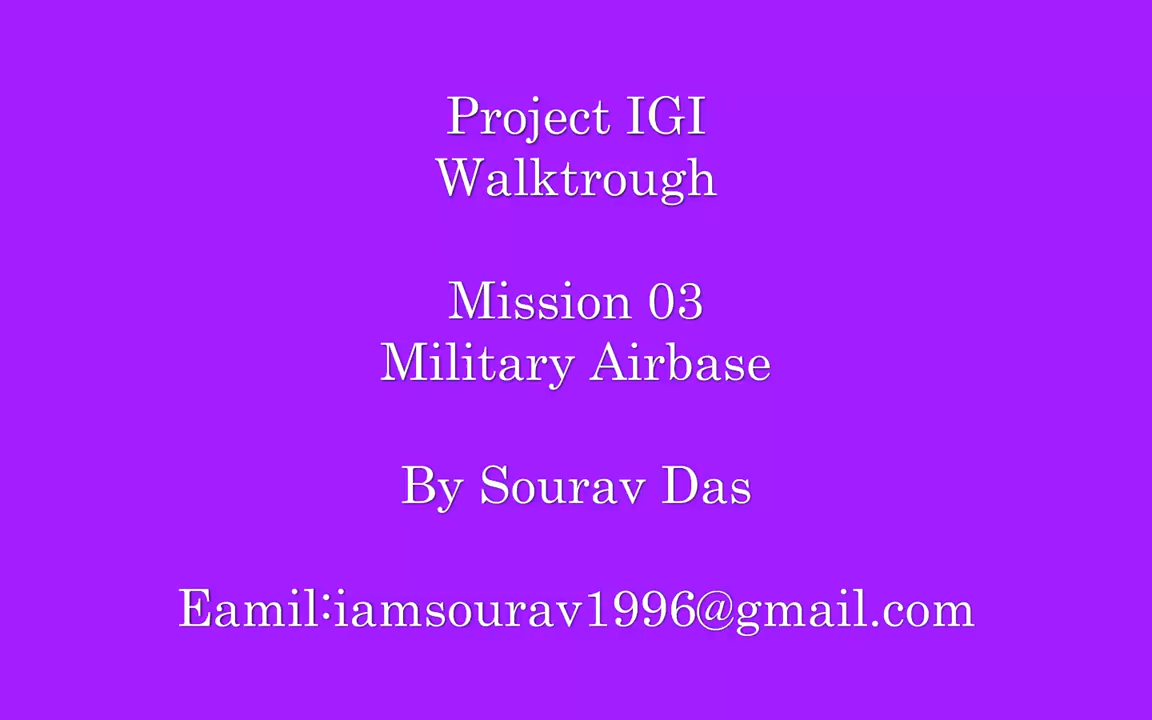 Project IGI
Walktrough
Mission 03
Military Airbase
By Sourav Das
Eamil:iamsourav1996@gmail.com